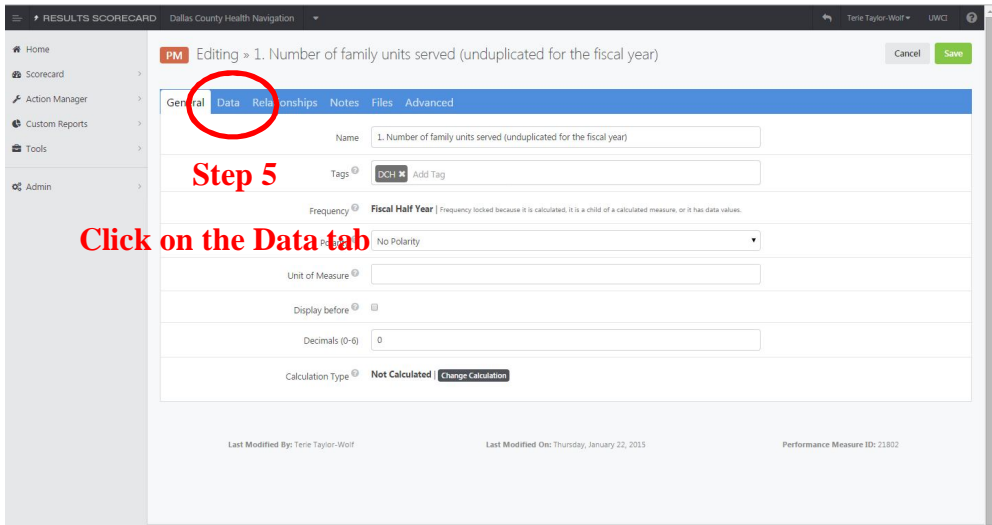 RESULTS SCORECARD Dallas County Health Navigation Terie Taylor-Wolf UWCI
Home
Scorecard
Action Manager
Custom Reports
Tools
Admin
PM Editing » 1. Number of family units served (unduplicated for the fiscal year) Cancel Save
General Data Relationships Notes Files Advanced
Name 1. Number of family units served (unduplicated for the fiscal year)
Step 5
Tags DCH Add Tag
Frequency Fiscal Half Year | Frequency locked because it is calculated, it is a child of a calculated measure, or it has data values.
Click on the Data tab
Polarity No Polarity
Unit of Measure
Display before
Decimals (0-6) 0
Calculation Type Not Calculated | Change Calculation
Last Modified By: Terie Taylor-Wolf Last Modified On: Thursday, January 22, 2015 Performance Measure ID: 21802